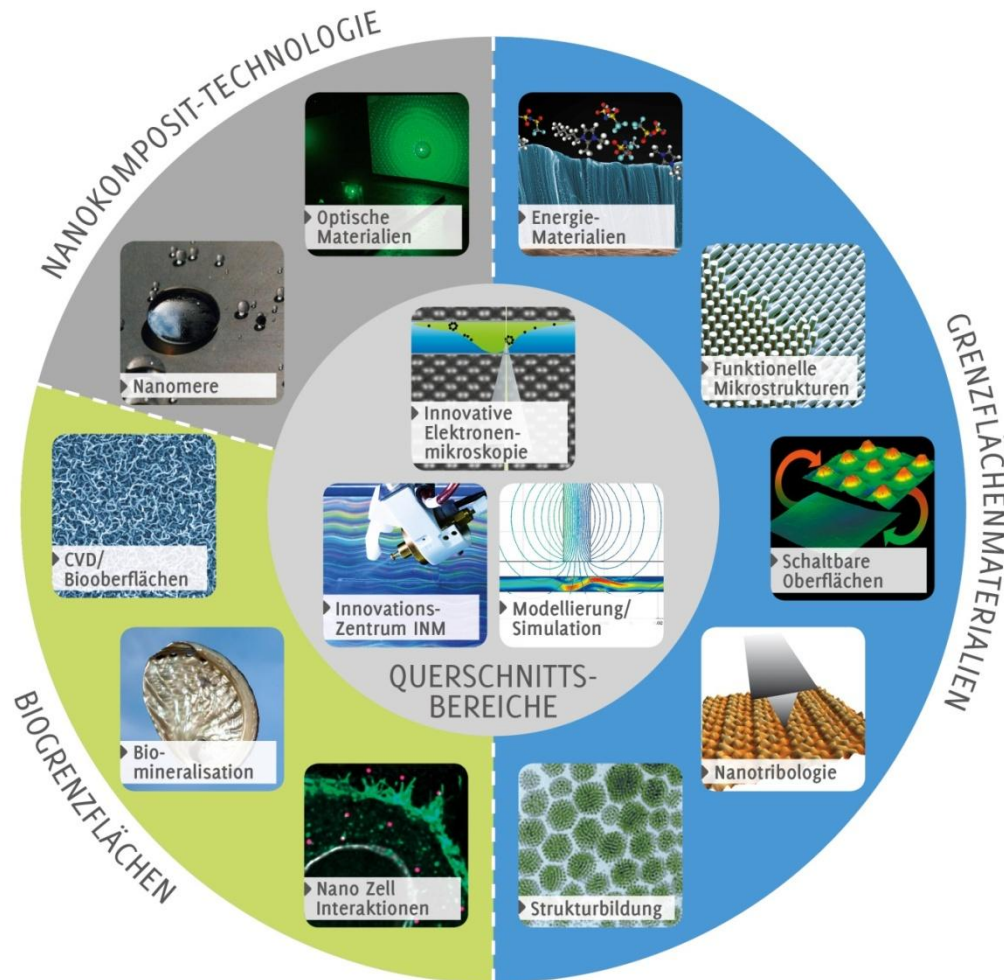 NANOKOMPOSIT-TECHNOLOGIE
Optische
Materialien
Nanomere
Energie-
Materialien
Funktionelle
Mikrostrukturen
Schaltbare
Oberflächen
Nanotribologie
Strukturbildung
GRENZFLÄCHENMATERIALIEN
Innovative
Elektronen-
mikroskopie
Innovations-
Zentrum INM
Modellierung/
Simulation
QUERSCHNITTS-
BEREICHE
CVD/
Biooberflächen
Bio-
mineralisation
Nano Zell
Interaktionen
BIOGRENZFLÄCHEN